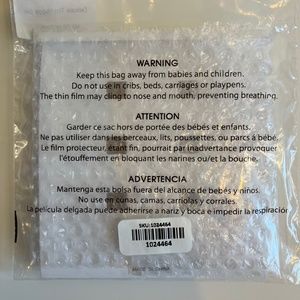 WARNING
Keep this bag away from babies and children.
Do not use in cribs, beds, carriages or playpens.
The thin film may cling to nose and mouth, preventing breathing.
ATTENTION
Garder ce sac hors de portée des bébés et enfants.
Ne pas utiliser dans les berceaux, lits, poussettes, ou parcs à bébé.
Le film protecteur, étant fin, pourrait par inadvertance provoquer
l'étouffement en bloquant les narines ou/et la bouche.
ADVERTENCIA
Mantenga esta bolsa fuera del alcance de bebés y niños.
No use en cunas, camas, carriolas y corrales.
La película delgada puede adherirse a nariz y boca e impedir la respiración
SKU:1024464
1024464